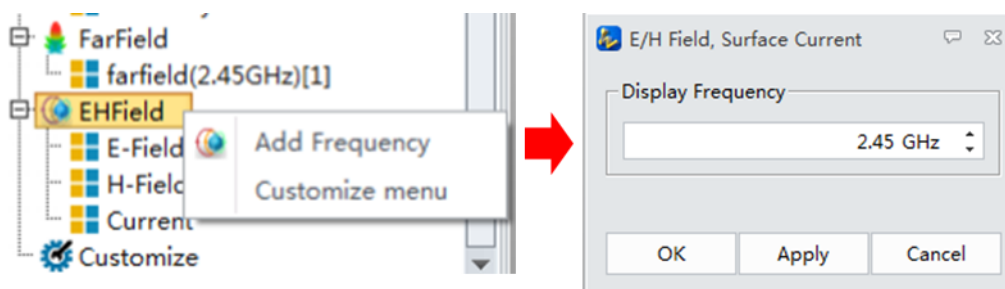 FarField
farfield(2.45GHz)[1]
EHField
E-Field
H-Field
Current
Customize
Add Frequency
Customize menu
E/H Field, Surface Current
Display Frequency
2.45 GHz
OK Apply Cancel